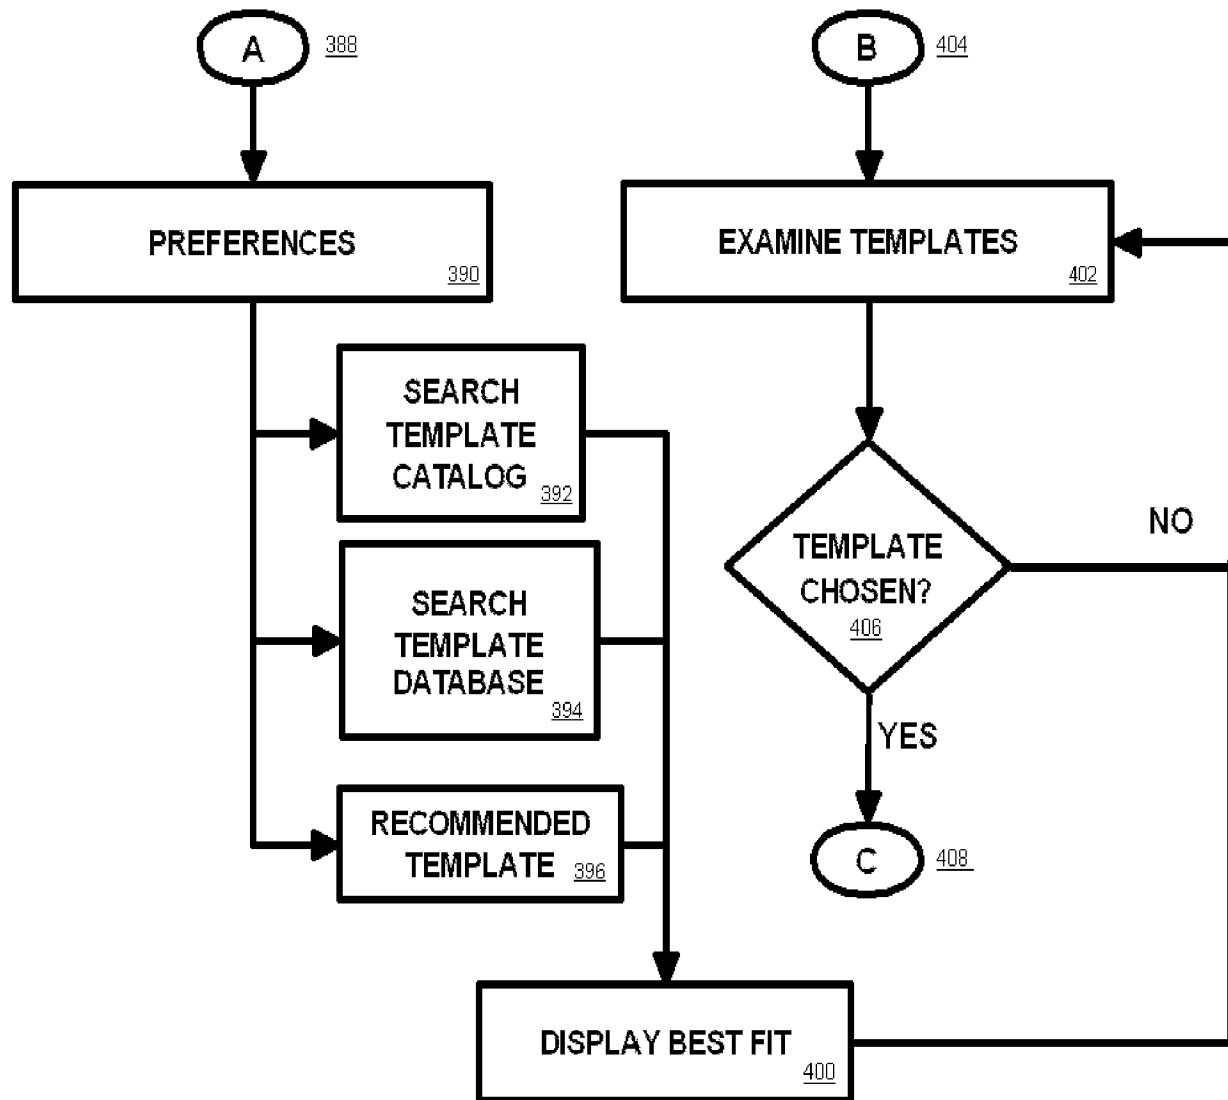 A
388
B
404
PREFERENCES
390
EXAMINE TEMPLATES
402
SEARCH
TEMPLATE
CATALOG
392
SEARCH
TEMPLATE
DATABASE
394
RECOMMENDED
TEMPLATE
396
TEMPLATE
CHOSEN?
406
NO
YES
C
408
DISPLAY BEST FIT
400